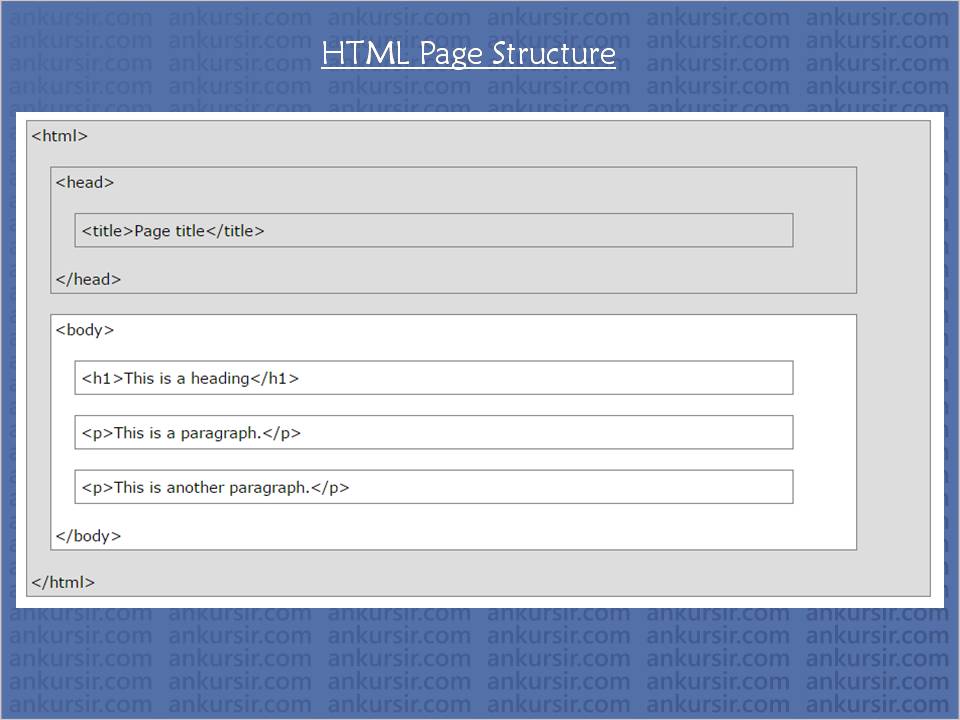 HTML Page Structure
<html>
<head>
<title>Page title</title>
</head>
<body>
<h1>This is a heading</h1>
<p>This is a paragraph.</p>
<p>This is another paragraph.</p>
</body>
</html>
ankursir.com